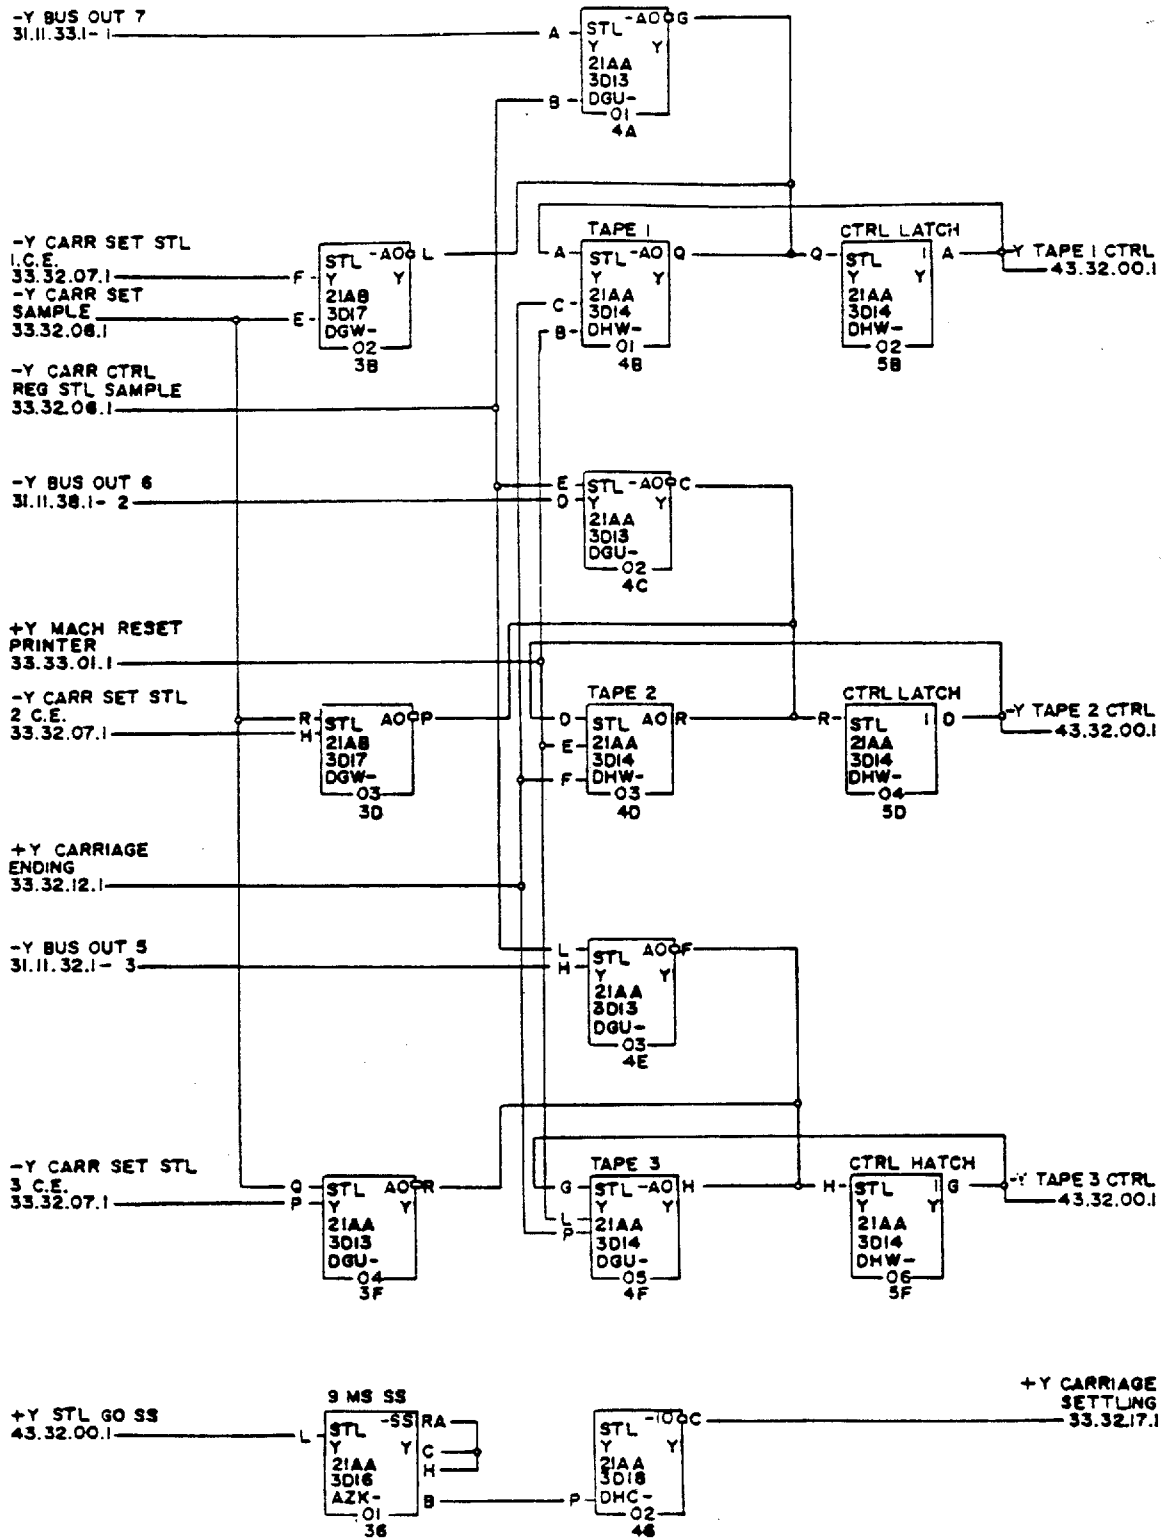 -Y BUS OUT 7
31.11.33.1- 1
A
B
STL -AO G
Y Y
21AA
3D13
DGU-
01
4A
-Y CARR SET STL
1.C.E.
33.32.07.1
-Y CARR SET
SAMPLE
33.32.06.1
F
E
STL -AO L
Y Y
21AB
3D17
DGW-
02
3B
TAPE 1
A
C
B
STL -AO Q
Y Y
21AA
3D14
DHW-
01
4B
CTRL LATCH
Q
STL I A
Y Y
21AA
3D14
DHW-
02
5B
-Y TAPE 1 CTRL
43.32.00.1
-Y CARR CTRL
REG STL SAMPLE
33.32.06.1
-Y BUS OUT 6
31.11.38.1- 2
E
D
STL -AO C
Y Y
21AA
3D13
DGU-
02
4C
+Y MACH RESET
PRINTER
33.33.01.1
-Y CARR SET STL
2 C.E.
33.32.07.1
R
H
STL AO P
21AB
3D17
DGW-
03
3D
TAPE 2
D
E
F
STL AO R
21AA
3D14
DHW-
03
4D
CTRL LATCH
R
STL I D
21AA
3D14
DHW-
04
5D
-Y TAPE 2 CTRL
43.32.00.1
+Y CARRIAGE
ENDING
33.32.12.1
-Y BUS OUT 5
31.11.32.1- 3
L
H
STL AO F
Y Y
21AA
3D13
DGU-
03
4E
-Y CARR SET STL
3 C.E.
33.32.07.1
Q
P
STL AO R
Y Y
21AA
3D13
DGU-
04
3F
TAPE 3
G
L
P
STL -AO H
Y Y
21AA
3D14
DGU-
05
4F
CTRL HATCH
H
STL I G
Y Y
21AA
3D14
DHW-
06
5F
-Y TAPE 3 CTRL
43.32.00.1
+Y STL GO SS
43.32.00.1
9 MS SS
L
STL -SS RA
Y Y C
H
21AA
3D16
AZK- B
01
36
P
STL -IO C
Y Y
21AA
3D18
DHC-
02
46
+Y CARRIAGE
SETTLING
33.32.17.1